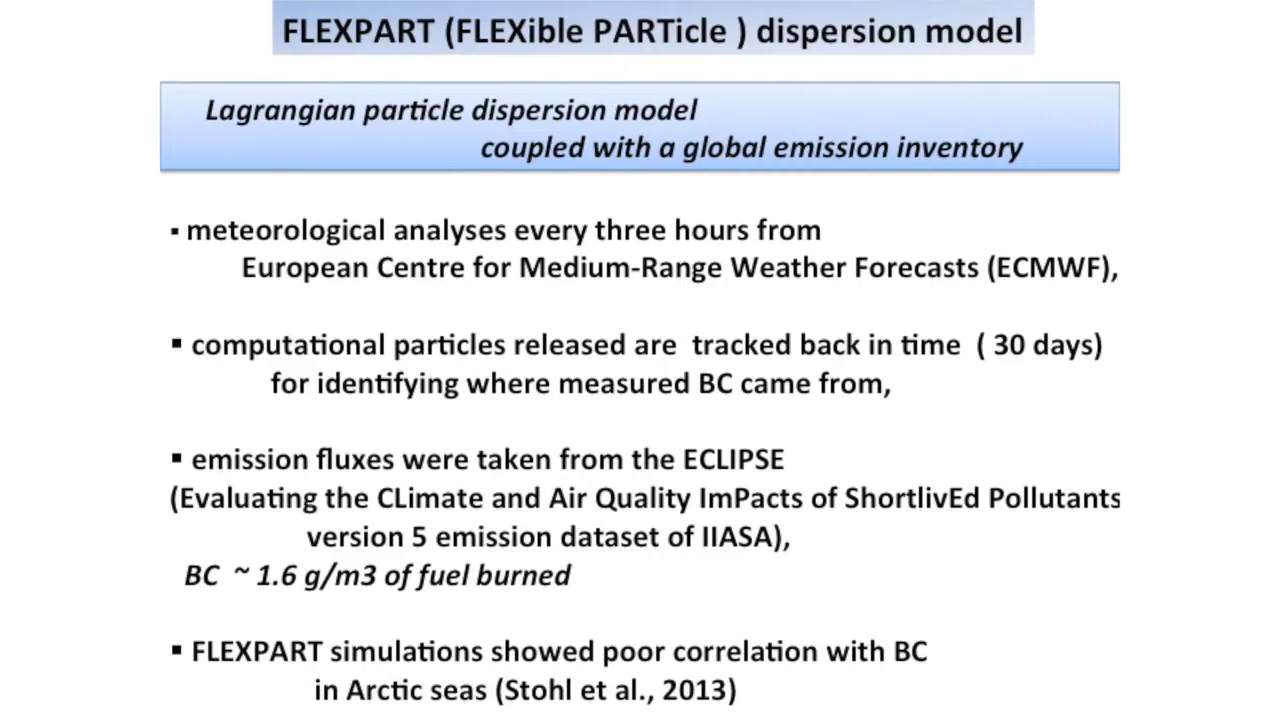 FLEXPART (FLEXible PARTicle ) dispersion model
Lagrangian particle dispersion model
coupled with a global emission inventory
▪ meteorological analyses every three hours from
European Centre for Medium-Range Weather Forecasts (ECMWF),
▪ computational particles released are tracked back in time ( 30 days)
for identifying where measured BC came from,
▪ emission fluxes were taken from the ECLIPSE
(Evaluating the CLimate and Air Quality ImPacts of ShortlivEd Pollutants
version 5 emission dataset of IIASA),
BC ~ 1.6 g/m3 of fuel burned
▪ FLEXPART simulations showed poor correlation with BC
in Arctic seas (Stohl et al., 2013)